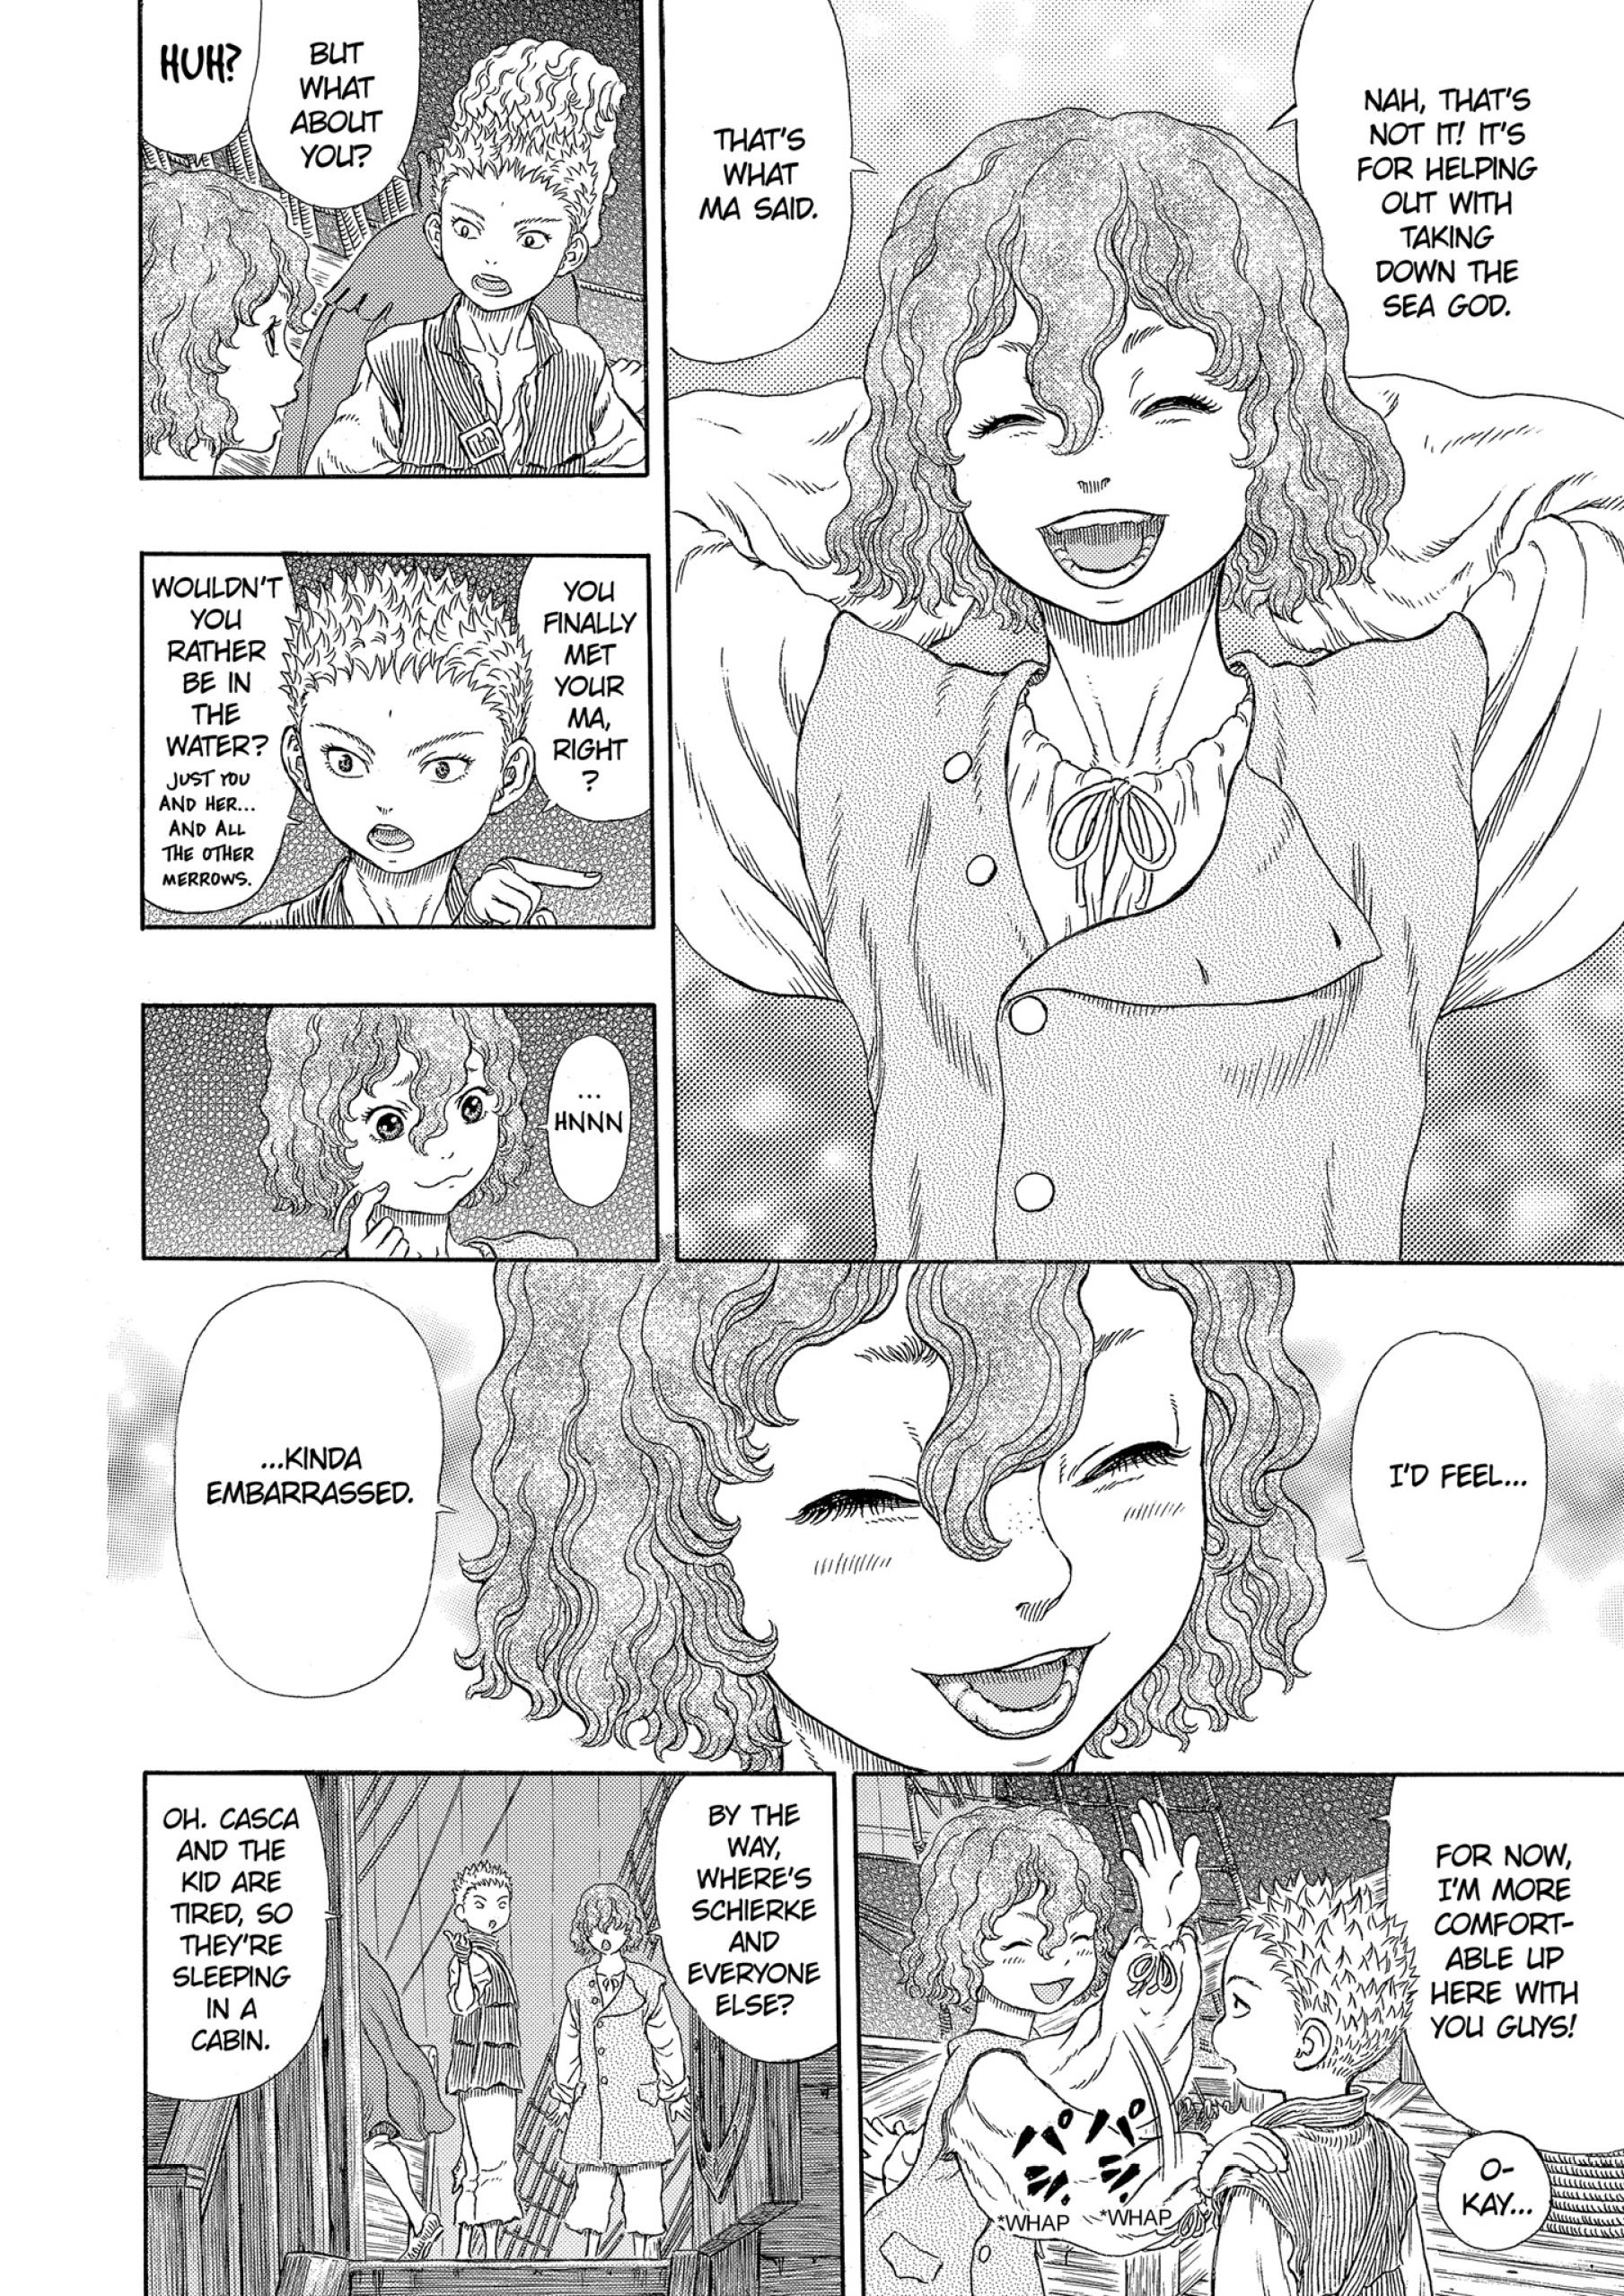 NAH, THAT'S
NOT IT! IT'S
FOR HELPING
OUT WITH
TAKING
DOWN THE
SEA GOD.
THAT'S
WHAT
MA SAID.
BUT
WHAT
ABOUT
YOU?
HUH?
YOU
FINALLY
MET
YOUR
MA,
RIGHT
?
WOULDN'T
YOU
RATHER
BE IN
THE
WATER?
JUST YOU
AND HER...
AND ALL
THE OTHER
MERROWS.
...
HNNN
I'D FEEL...
...KINDA
EMBARRASSED.
FOR NOW,
I'M MORE
COMFORT-
ABLE UP
HERE WITH
YOU GUYS!
バン
バン
*WHAP
*WHAP
O-
KAY...
BY THE
WAY,
WHERE'S
SCHIERKE
AND
EVERYONE
ELSE?
OH. CASCA
AND THE
KID ARE
TIRED, SO
THEY'RE
SLEEPING
IN A
CABIN.